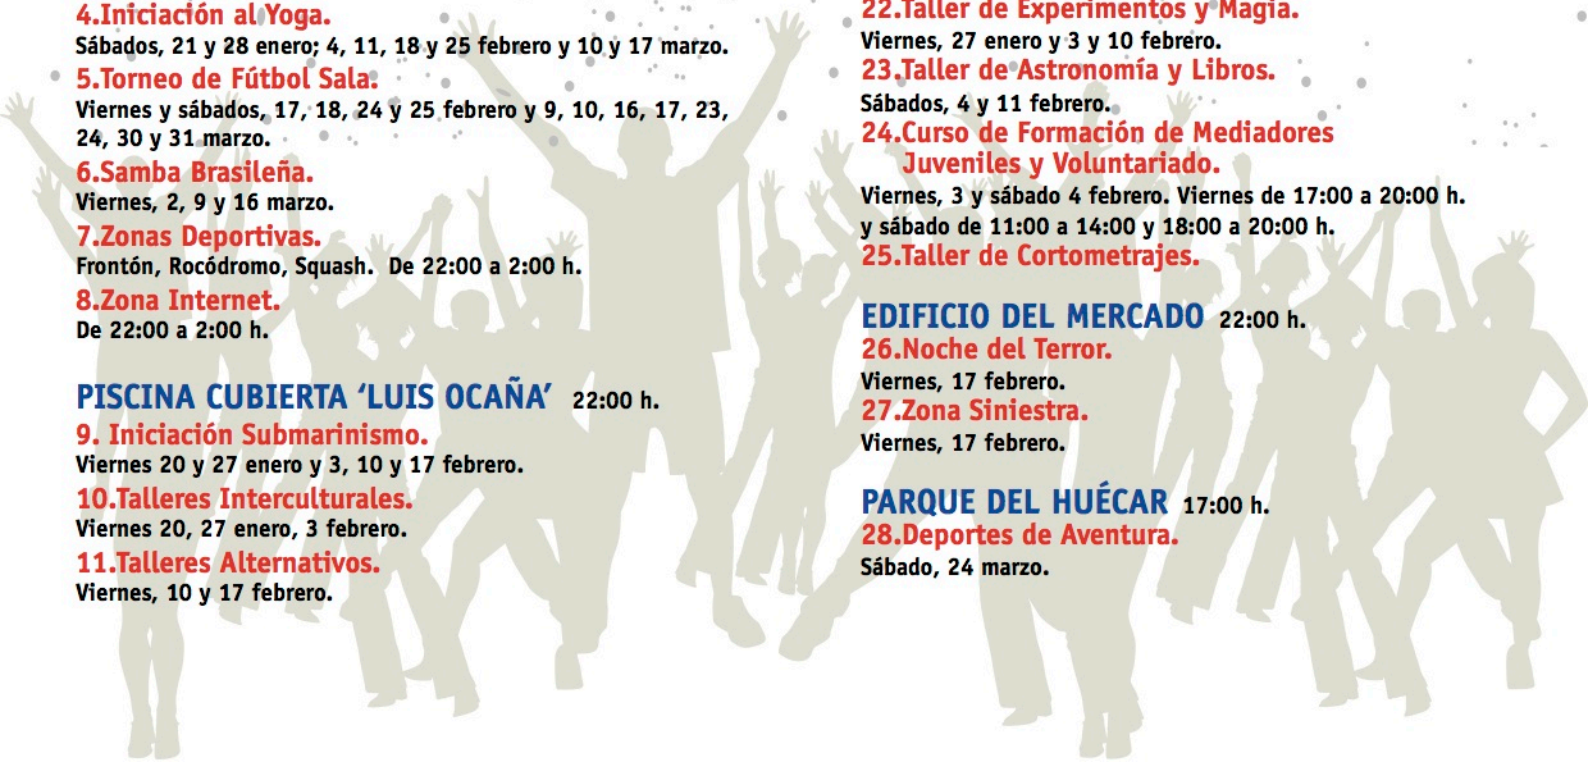 4.Iniciación al Yoga.
Sábados, 21 y 28 enero; 4, 11, 18 y 25 febrero y 10 y 17 marzo.
5.Torneo de Fútbol Sala.
Viernes y sábados, 17, 18, 24 y 25 febrero y 9, 10, 16, 17, 23,
24, 30 y 31 marzo.
6.Samba Brasileña.
Viernes, 2, 9 y 16 marzo.
7.Zonas Deportivas.
Frontón, Rocódromo, Squash. De 22:00 a 2:00 h.
8.Zona Internet.
De 22:00 a 2:00 h.
PISCINA CUBIERTA ‘LUIS OCAÑA’ 22:00 h.
9. Iniciación Submarinismo.
Viernes 20 y 27 enero y 3, 10 y 17 febrero.
10.Talleres Interculturales.
Viernes 20, 27 enero, 3 febrero.
11.Talleres Alternativos.
Viernes, 10 y 17 febrero.
22.Taller de Experimentos y Magia.
Viernes, 27 enero y 3 y 10 febrero.
23.Taller de Astronomía y Libros.
Sábados, 4 y 11 febrero.
24.Curso de Formación de Mediadores
Juveniles y Voluntariado.
Viernes, 3 y sábado 4 febrero. Viernes de 17:00 a 20:00 h.
y sábado de 11:00 a 14:00 y 18:00 a 20:00 h.
25.Taller de Cortometrajes.
EDIFICIO DEL MERCADO 22:00 h.
26.Noche del Terror.
Viernes, 17 febrero.
27.Zona Siniestra.
Viernes, 17 febrero.
PARQUE DEL HUÉCAR 17:00 h.
28.Deportes de Aventura.
Sábado, 24 marzo.